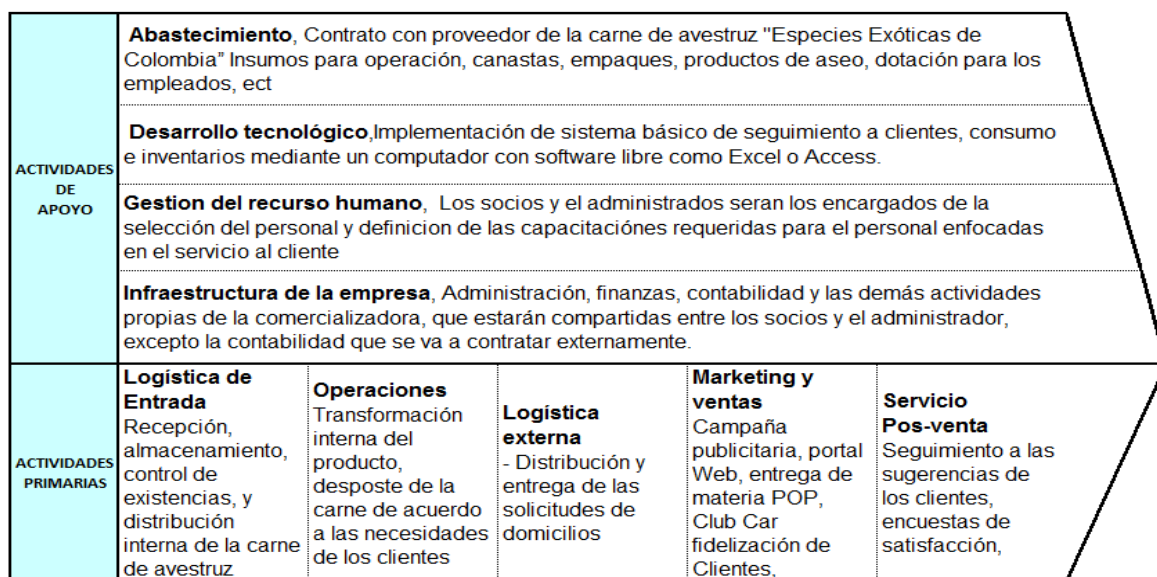 ACTIVIDADES
DE
APOYO
Abastecimiento, Contrato con proveedor de la carne de avestruz "Especies Exóticas de
Colombia” Insumos para operación, canastas, empaques, productos de aseo, dotación para los
empleados, ect
Desarrollo tecnológico,Implementación de sistema básico de seguimiento a clientes, consumo
e inventarios mediante un computador con software libre como Excel o Access.
Gestion del recurso humano, Los socios y el administrados seran los encargados de la
selección del personal y definicion de las capacitaciónes requeridas para el personal enfocadas
en el servicio al cliente
Infraestructura de la empresa, Administración, finanzas, contabilidad y las demás actividades
propias de la comercializadora, que estarán compartidas entre los socios y el administrador,
excepto la contabilidad que se va a contratar externamente.
ACTIVIDADES
PRIMARIAS
Logística de
Entrada
Recepción,
almacenamiento,
control de
existencias, y
distribución
interna de la carne
de avestruz
Operaciones
Transformación
interna del
producto,
desposte de la
carne de acuerdo
a las necesidades
de los clientes
Logística
externa
- Distribución y
entrega de las
solicitudes de
domicilios
Marketing y
ventas
Campaña
publicitaria, portal
Web, entrega de
materia POP,
Club Car
fidelización de
Clientes,
Servicio
Pos-venta
Seguimiento a las
sugerencias de
los clientes,
encuestas de
satisfacción,